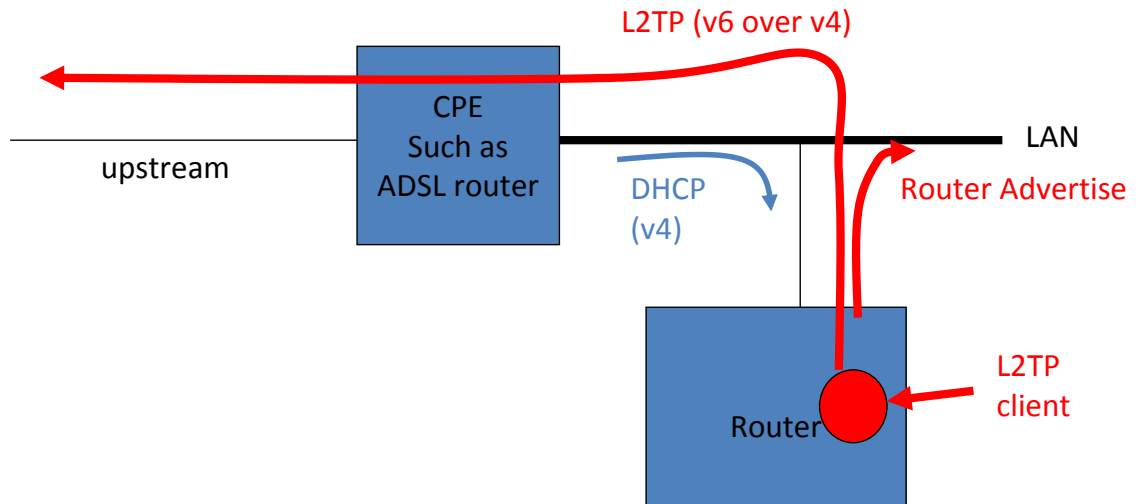 L2TP (v6 over v4)
CPE
Such as
ADSL router
upstream
LAN
DHCP
(v4)
Router Advertise
L2TP
client
Router